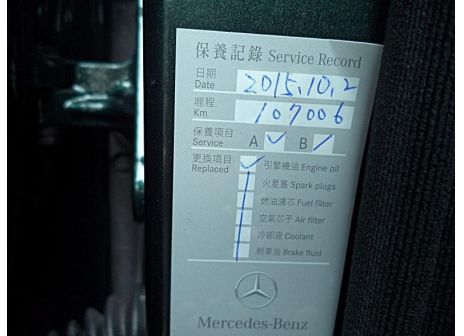 保養記錄 Service Record
日期 Date 2015.10.2
哩程 Km 107006
保養項目 Service A ✓ B /
更換項目 Replaced ✓ 引擎機油 Engine oil
火星塞 Spark plugs
燃油濾芯 Fuel filter
空氣芯子 Air filter
冷却液 Coolant
刹車油 Brake fluid
Mercedes-Benz